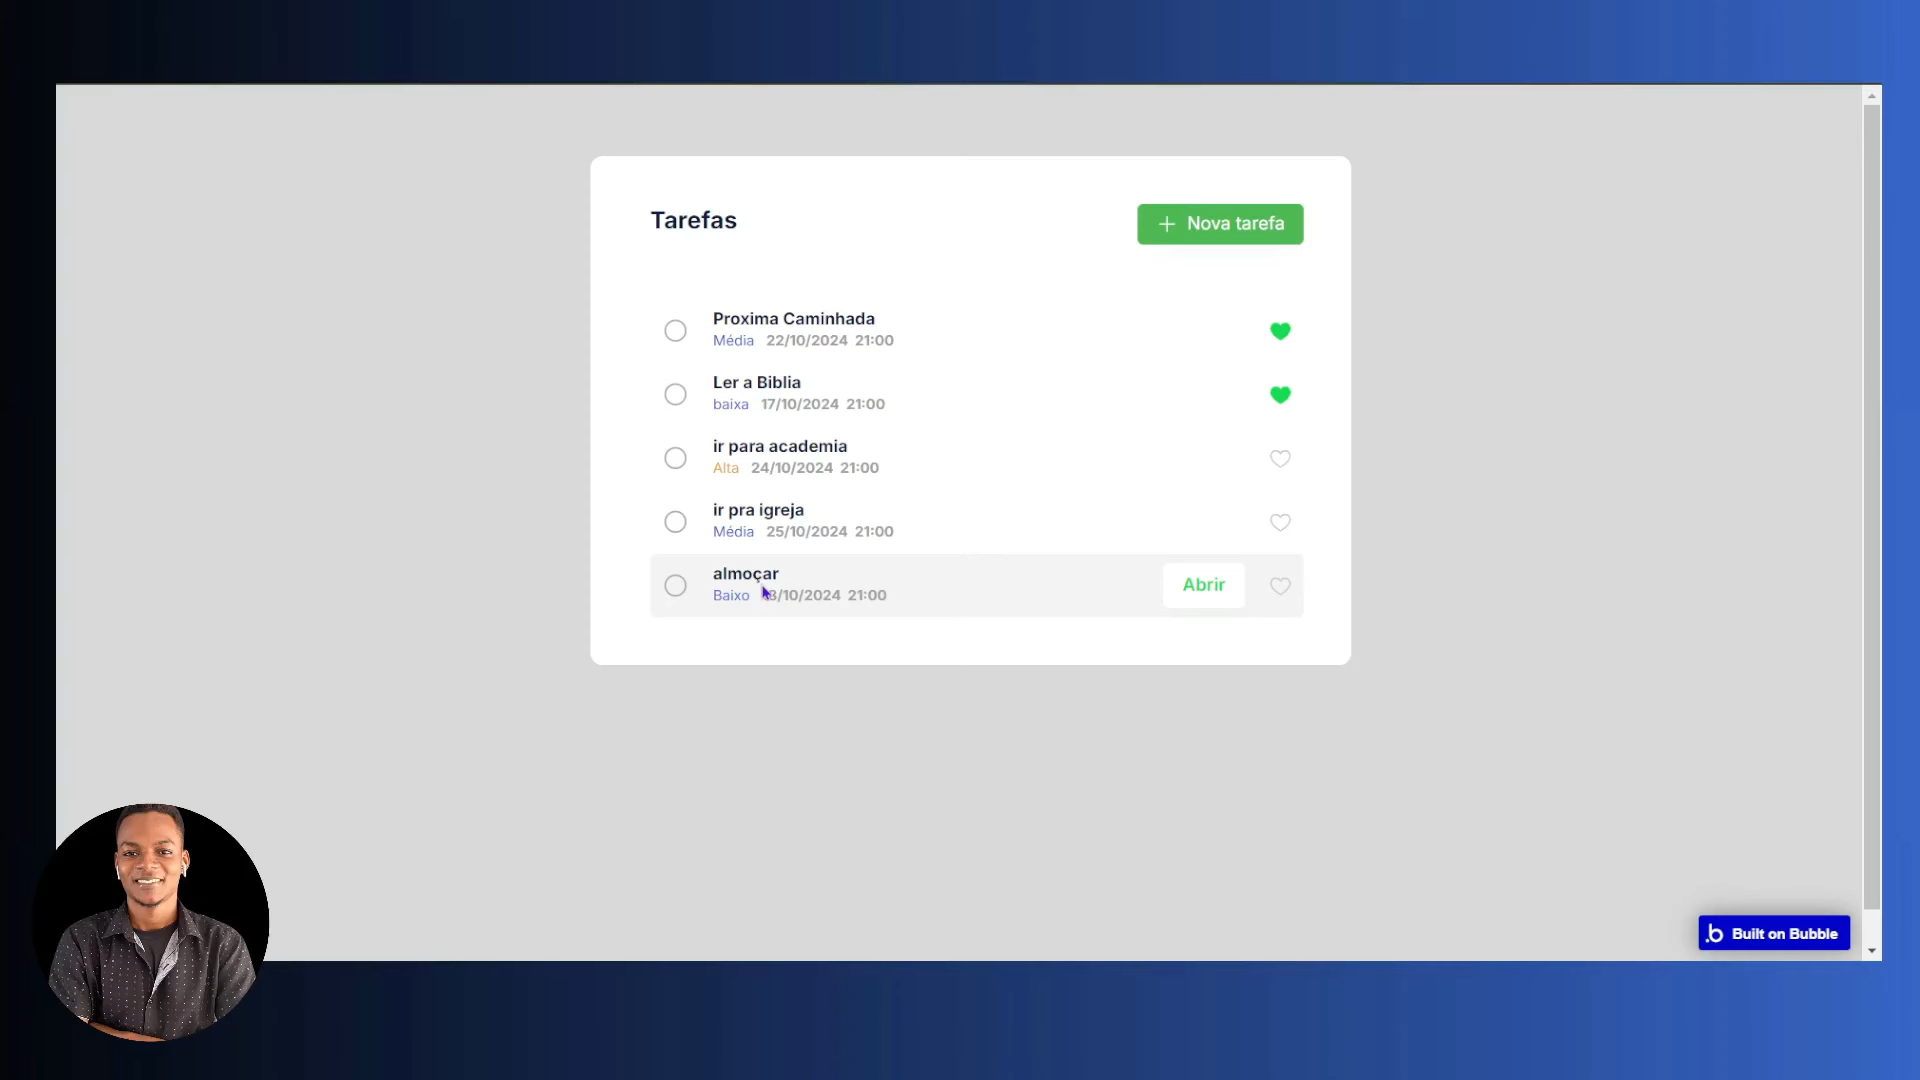 Tarefas
+ Nova tarefa
Proxima Caminhada
Média 22/10/2024 21:00
Ler a Biblia
baixa 17/10/2024 21:00
ir para academia
Alta 24/10/2024 21:00
ir pra igreja
Média 25/10/2024 21:00
almoçar
Abrir
Baixo 8/10/2024 21:00
.b Built on Bubble